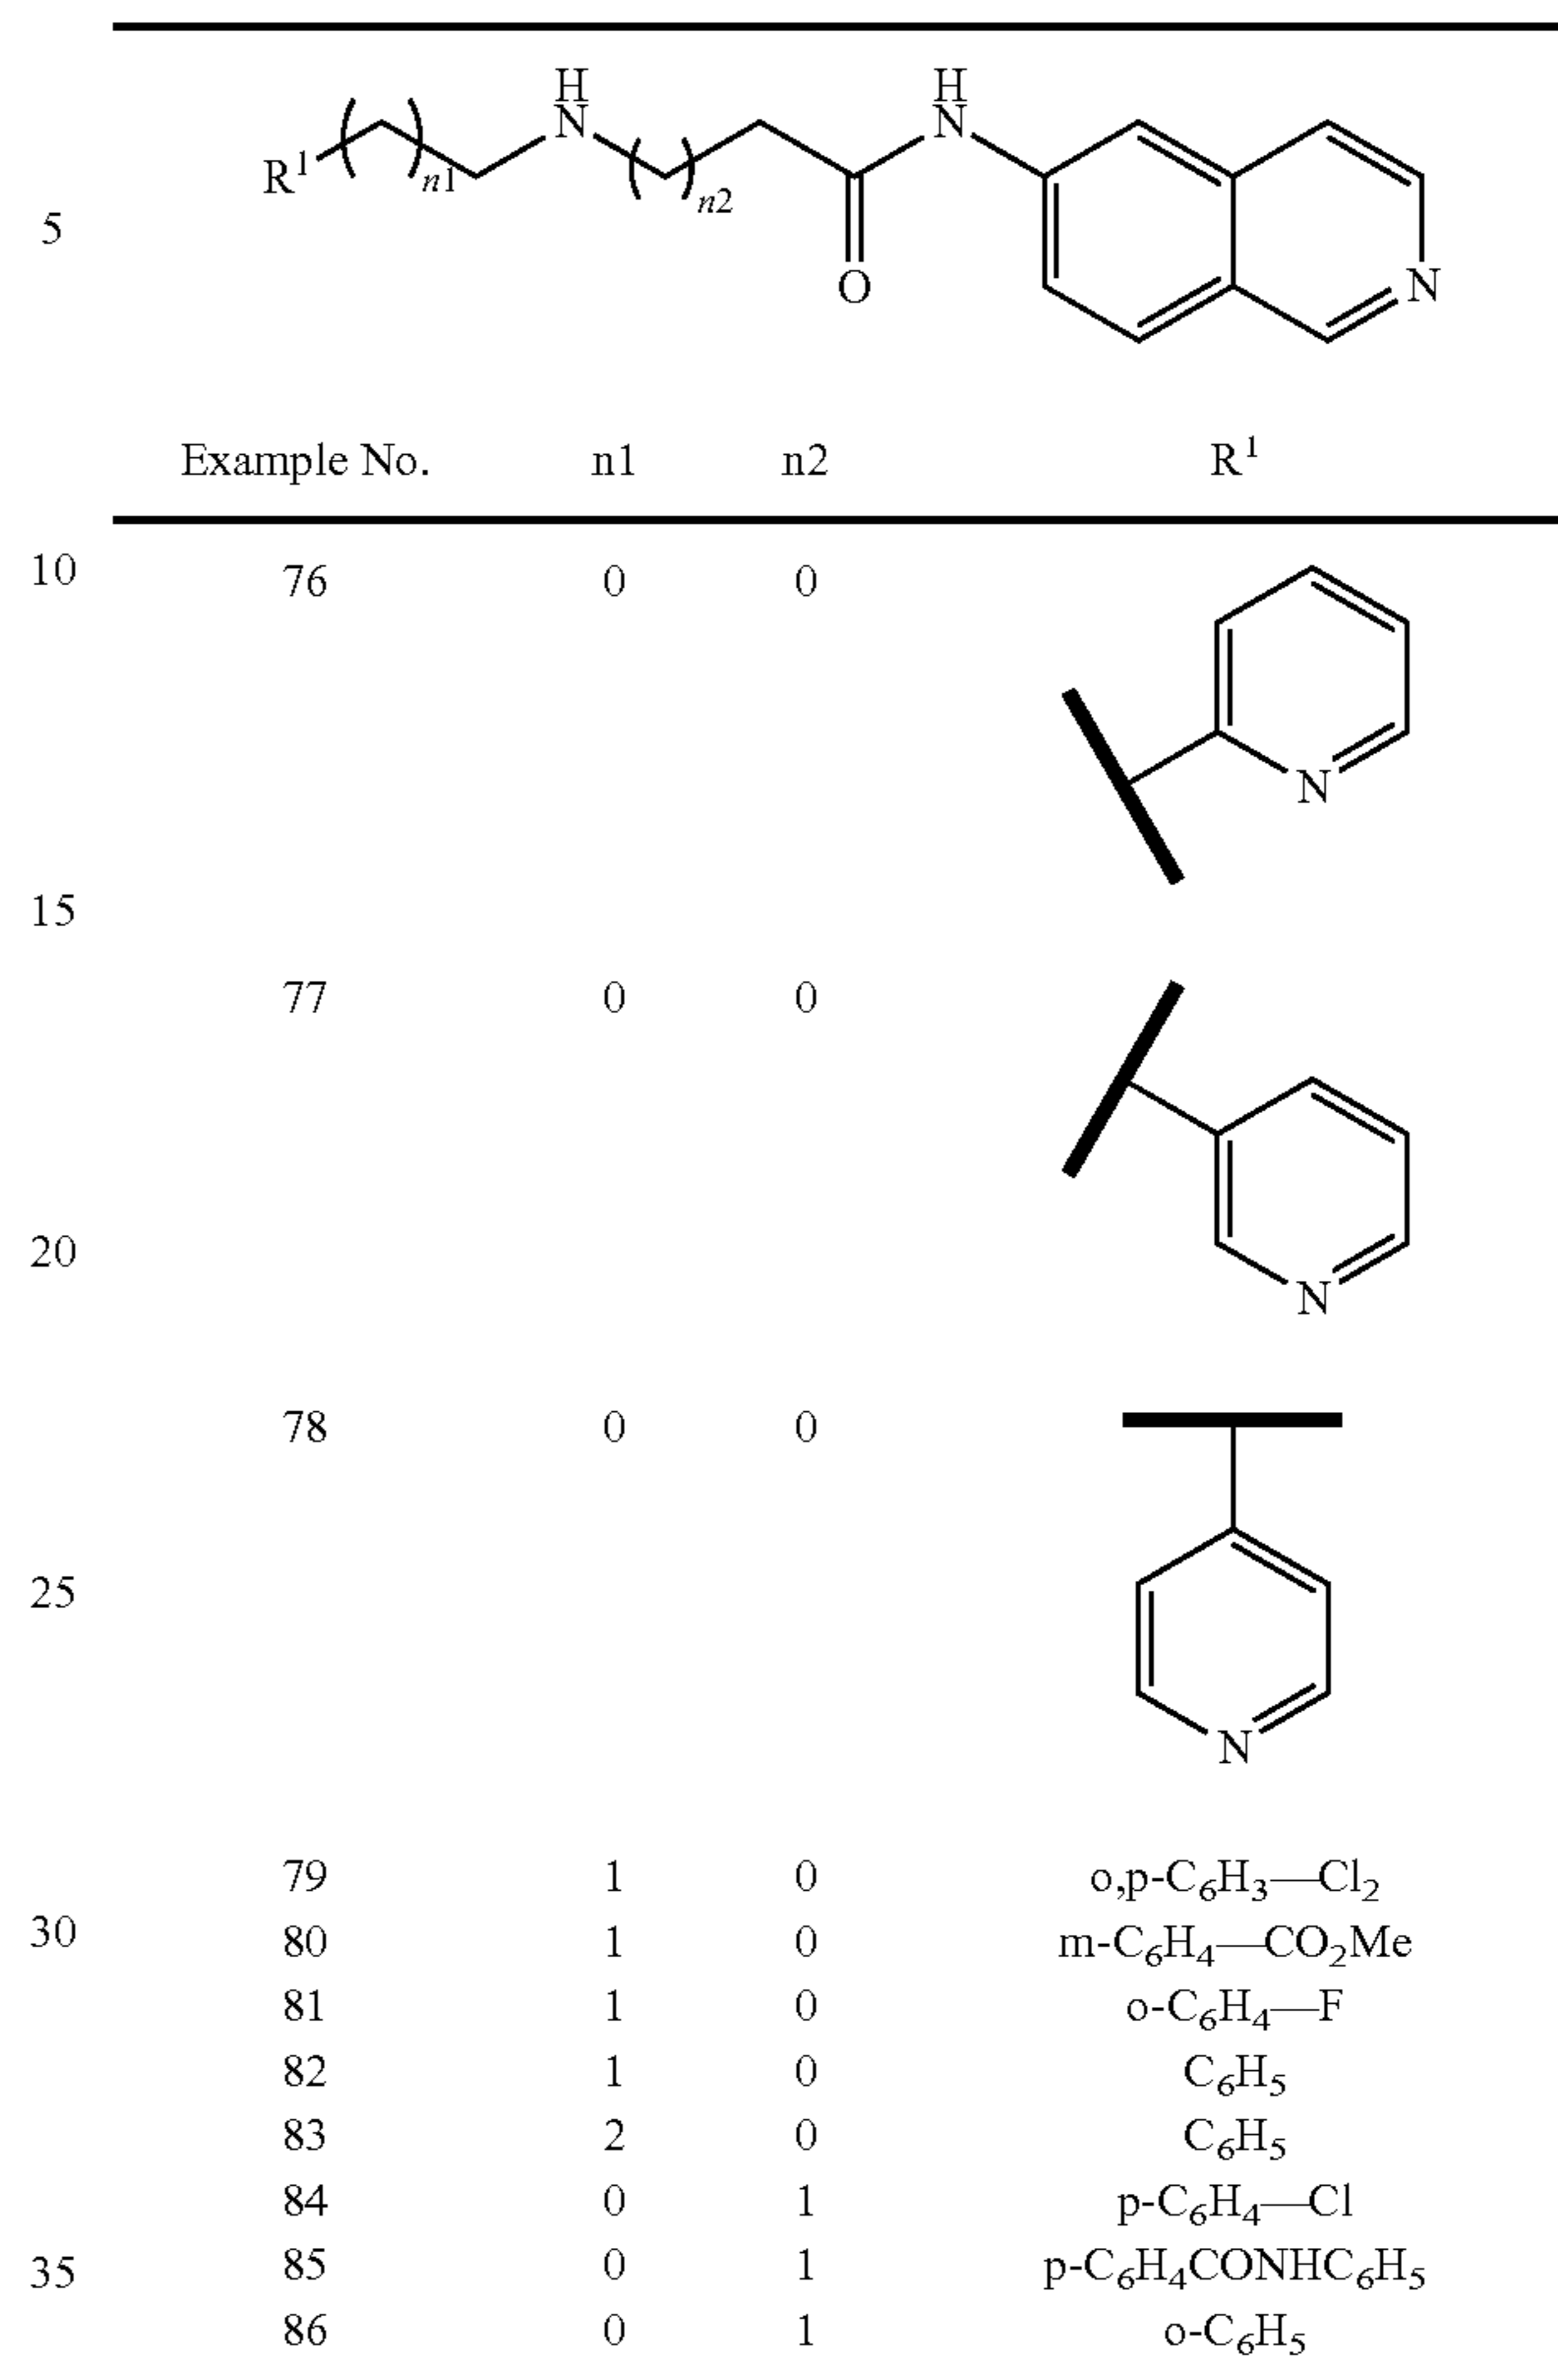 H H
R¹ ( ) n1 N ( ) n2 N
5
O N
Example No. n1 n2 R¹
10 76 0 0
N
15
77 0 0
20
N
78 0 0
25
N
79 1 0 o,p-C₆H₃—Cl₂
30
80 1 0 m-C₆H₄—CO₂Me
81 1 0 o-C₆H₄—F
82 1 0 C₆H₅
83 2 0 C₆H₅
84 0 1 p-C₆H₄—Cl
35 85 0 1 p-C₆H₄CONHC₆H₅
86 0 1 o-C₆H₅